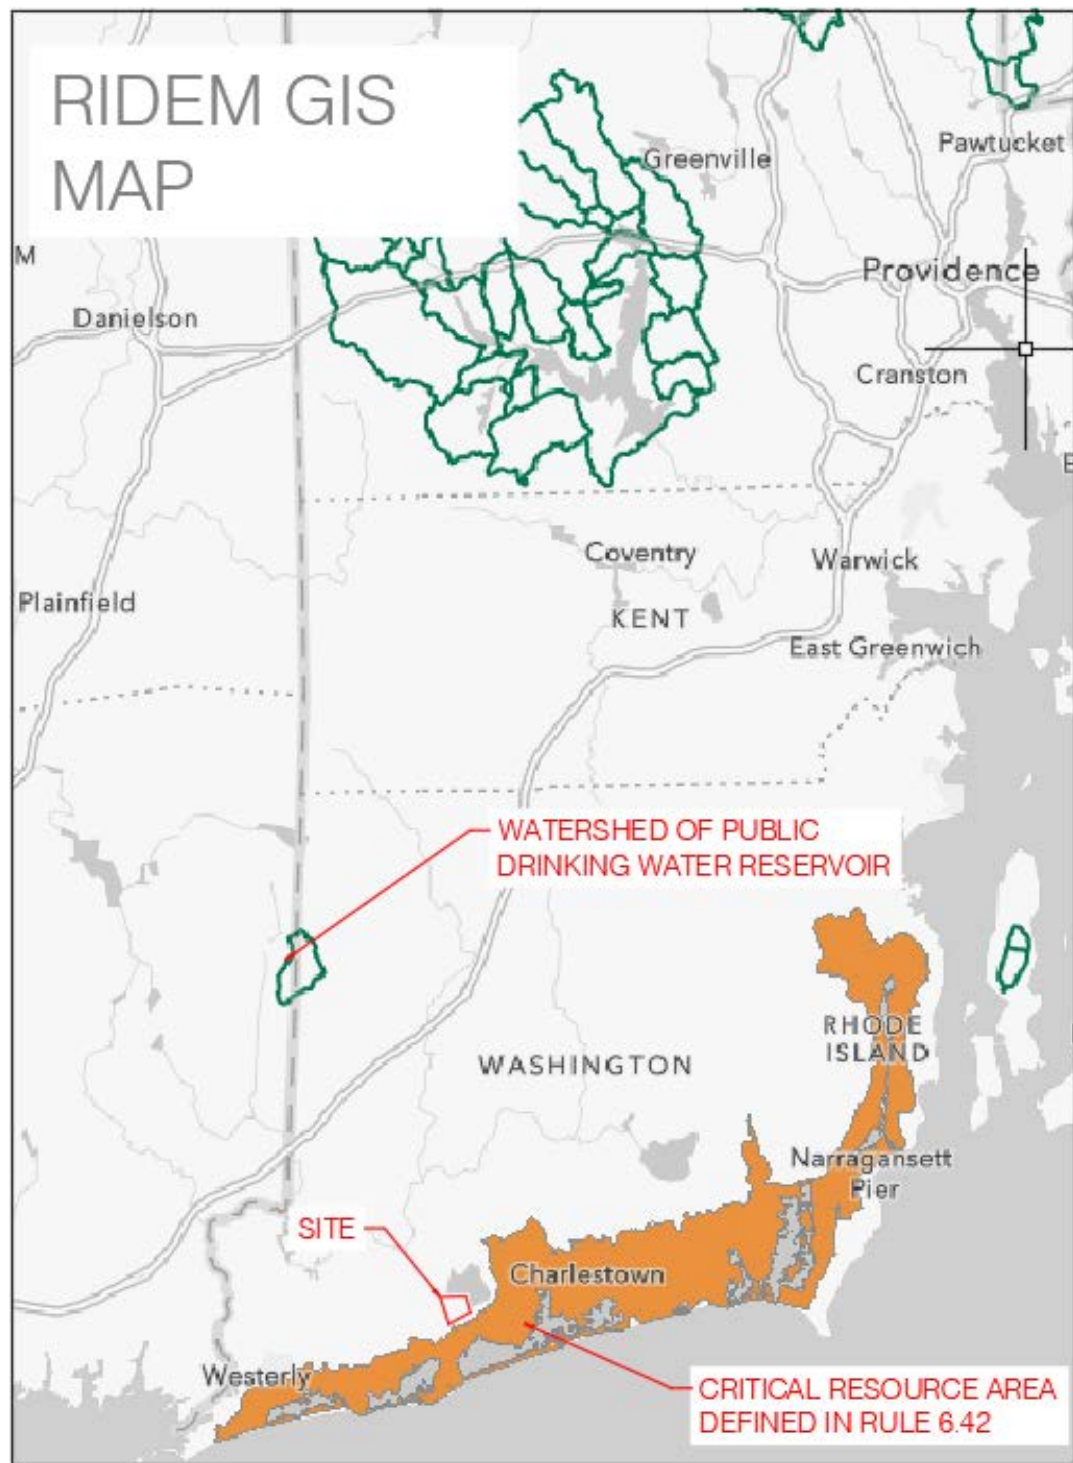 RIDEM GIS
MAP
Greenville
Pawtucket
M
Providence
Danielson
Cranston
E
Coventry
Warwick
Plainfield
KENT
East Greenwich
WATERSHED OF PUBLIC
DRINKING WATER RESERVOIR
RHODE
ISLAND
WASHINGTON
Narragansett
Pier
SITE
Charlestown
Westerly
CRITICAL RESOURCE AREA
DEFINED IN RULE 6.42